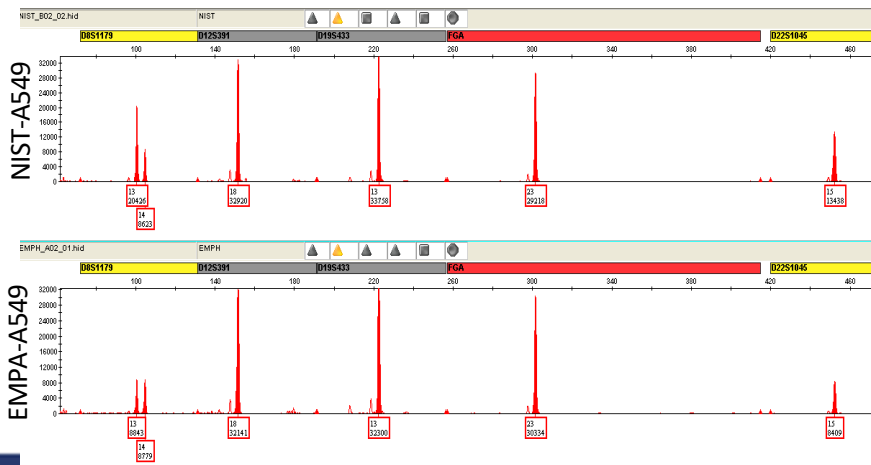 NIST_B02_02.hid NIST
D8S1179 D12S391 D19S433 FGA D22S1045
100 140 180 220 260 300 340 380 420 460
NIST-A549
32000
28000
24000
20000
16000
12000
8000
4000
0
13 18 13 23 15
20426 32920 33758 29218 13438
14
8623
EMPH_A02_01.hid EMPH
D8S1179 D12S391 D19S433 FGA D22S1045
100 140 180 220 260 300 340 380 420 460
EMPA-A549
32000
28000
24000
20000
16000
12000
8000
4000
0
13 18 13 23 15
8843 32141 32300 30334 8409
14
8779